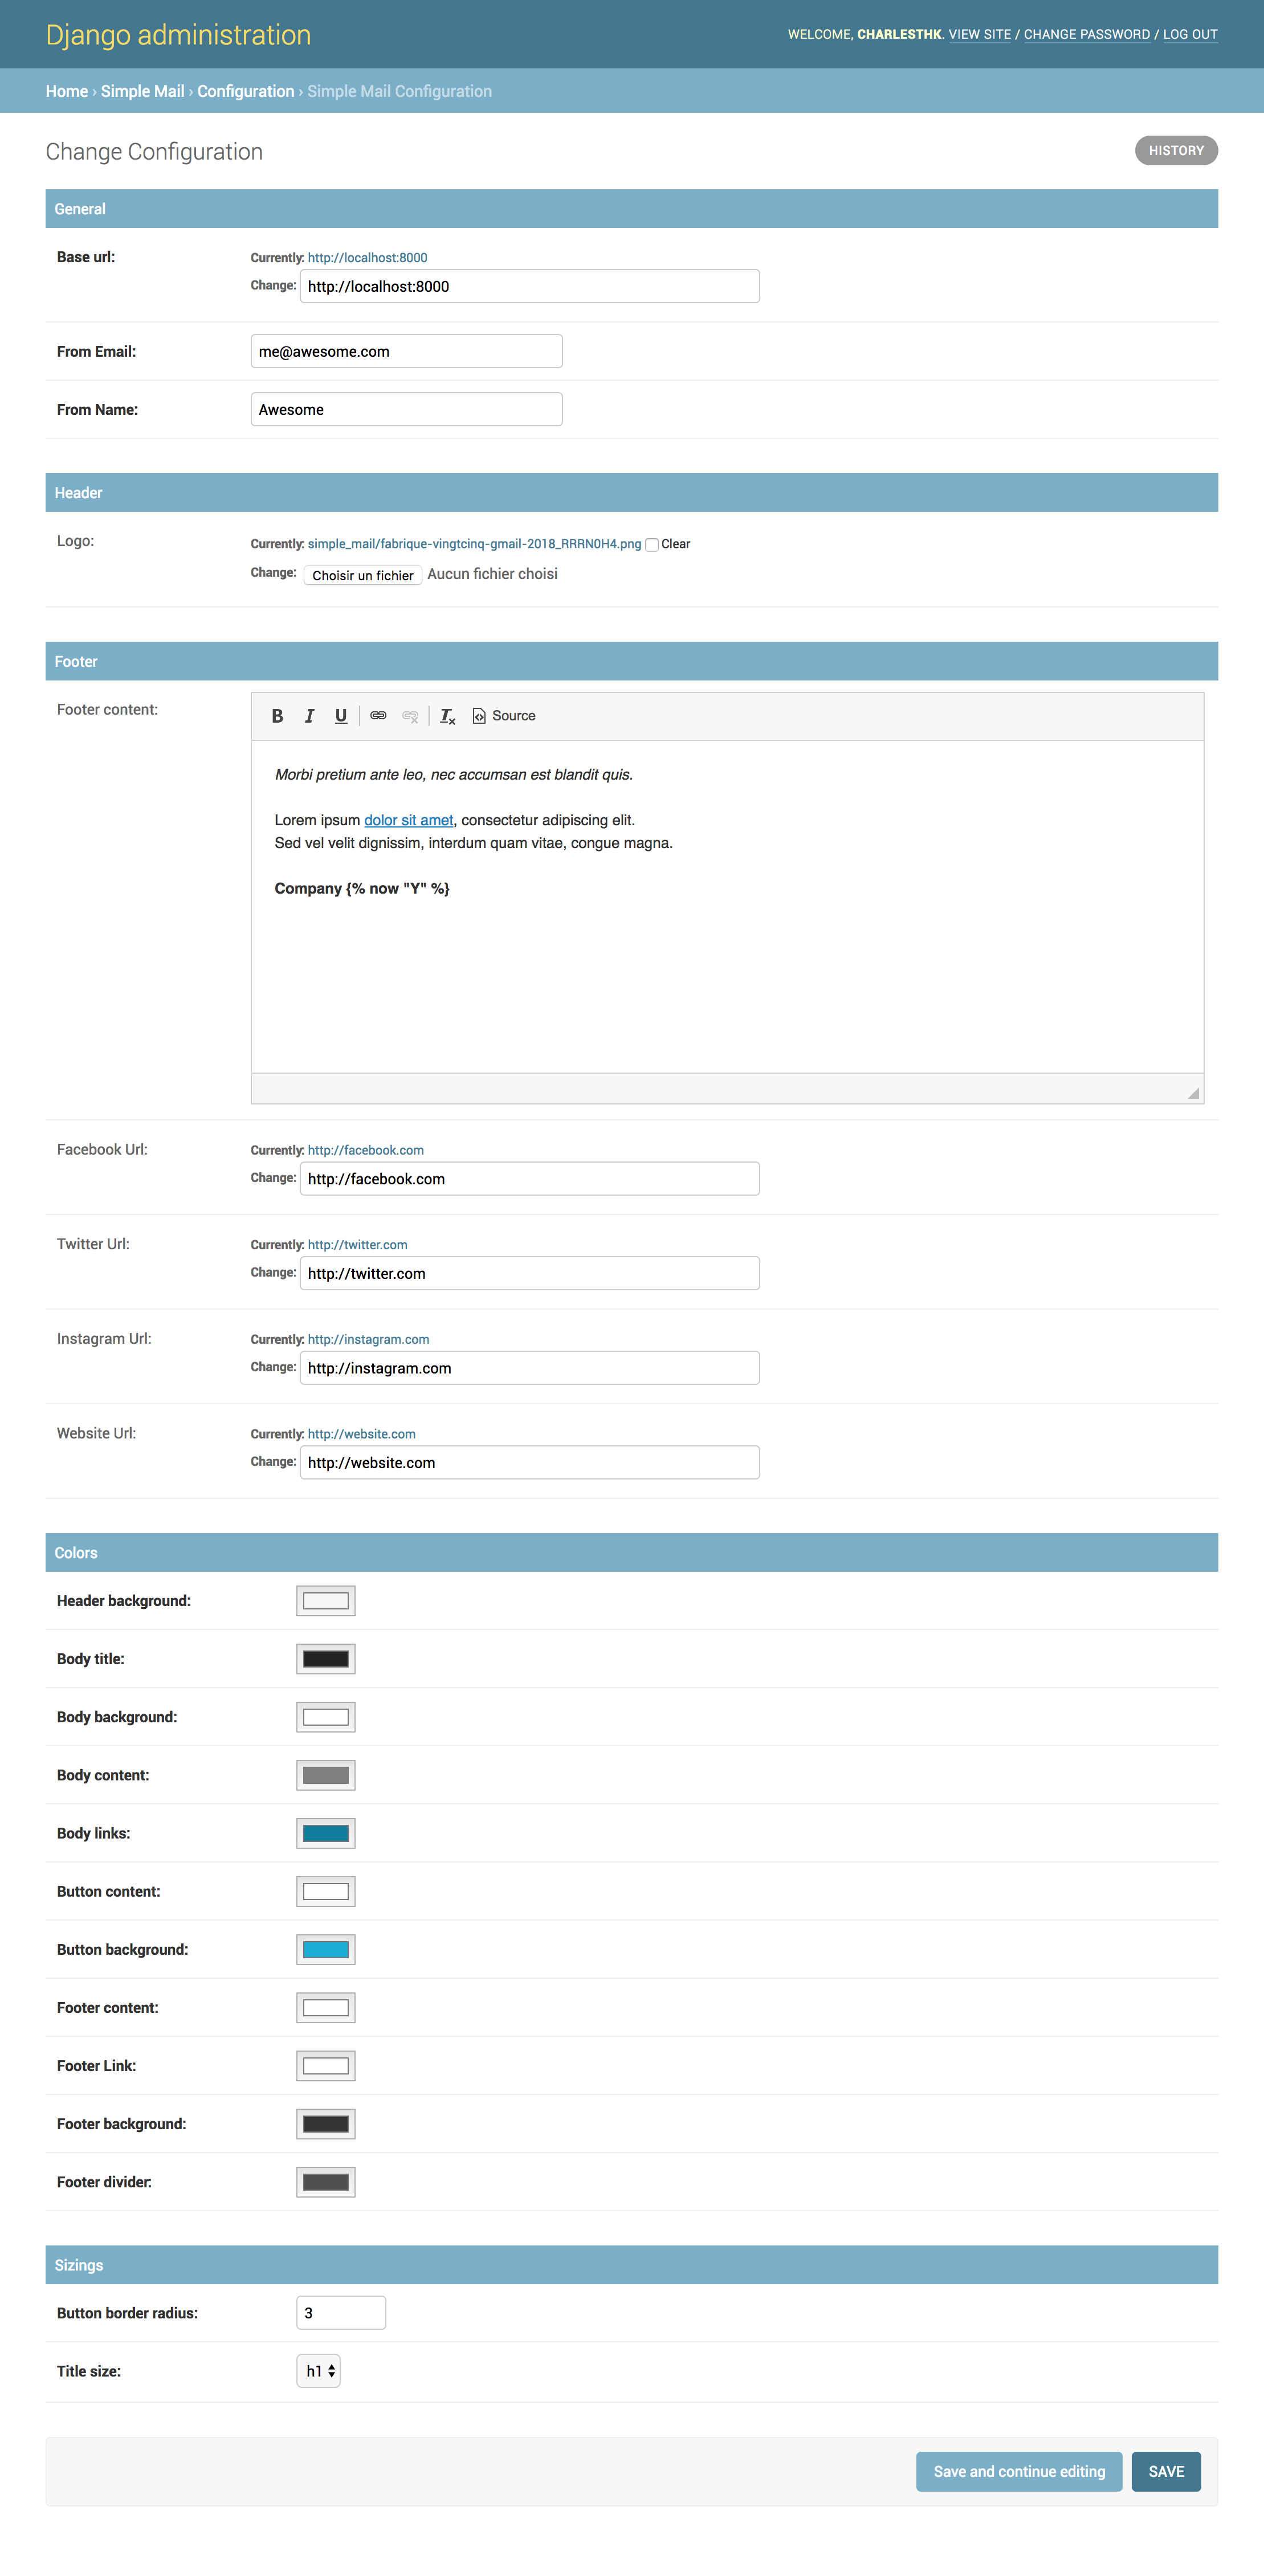 Django administration
WELCOME, CHARLESTHK. VIEW SITE / CHANGE PASSWORD / LOG OUT
Home › Simple Mail › Configuration › Simple Mail Configuration
Change Configuration
HISTORY
General
Base url:
Currently: http://localhost:8000
Change: http://localhost:8000
From Email:
me@awesome.com
From Name:
Awesome
Header
Logo:
Currently: simple_mail/fabrique-vingtcinq-gmail-2018_RRRN0H4.png Clear
Change: Choisir un fichier Aucun fichier choisi
Footer
Footer content:
B I U Tx Source
Morbi pretium ante leo, nec accumsan est blandit quis.
Lorem ipsum dolor sit amet, consectetur adipiscing elit.
Sed vel velit dignissim, interdum quam vitae, congue magna.
Company {% now "Y" %}
Facebook Url:
Currently: http://facebook.com
Change: http://facebook.com
Twitter Url:
Currently: http://twitter.com
Change: http://twitter.com
Instagram Url:
Currently: http://instagram.com
Change: http://instagram.com
Website Url:
Currently: http://website.com
Change: http://website.com
Colors
Header background:
Body title:
Body background:
Body content:
Body links:
Button content:
Button background:
Footer content:
Footer Link:
Footer background:
Footer divider:
Sizings
Button border radius:
3
Title size:
h1
Save and continue editing
SAVE